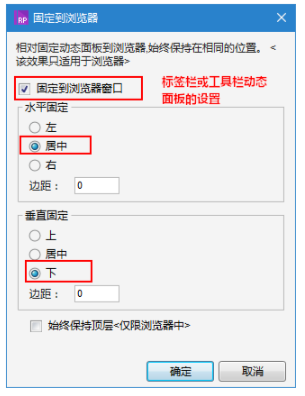 RP 固定到浏览器
相对固定动态面板到浏览器,始终保持在相同的位置。 <
该效果只适用于浏览器>
固定到浏览器窗口
标签栏或工具栏动态
面板的设置
水平固定
左
居中
右
边距： 0
垂直固定
上
居中
下
边距： 0
始终保持顶层<仅限浏览器中>
确定 取消